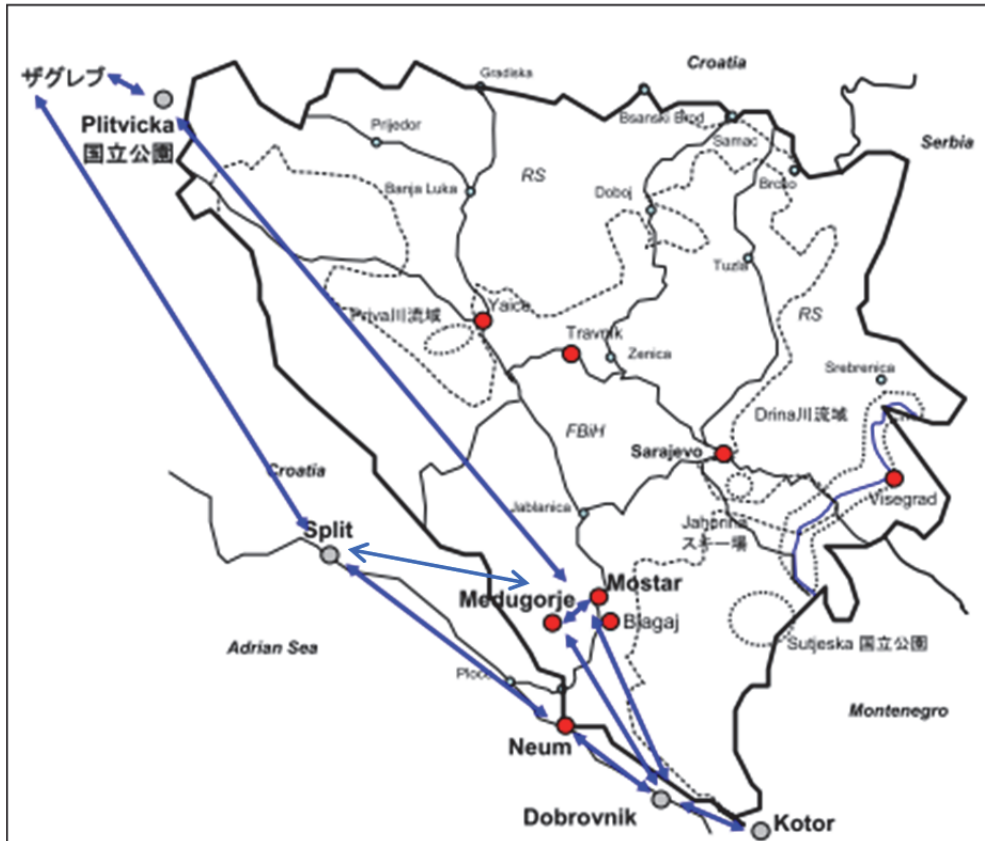 Croatia
Gradiska
ザグレブ
Plitvicka
国立公園
Bsanski Brod
Samac
Serbia
Prijedor
RS
Banja Luka
Doboj
Brcko
Tuzla
Yaice
Priva川流域
RS
Travnik
Zenica
Srebrenica
Drina川流域
FBiH
Sarajevo
Croatia
Visegrad
Jablanica
Jahorina
スキー場
Split
Mostar
Medugorje
Blagaj
Sutjeska 国立公園
Adrian Sea
Ploce
Montenegro
Neum
Dobrovnik
Kotor